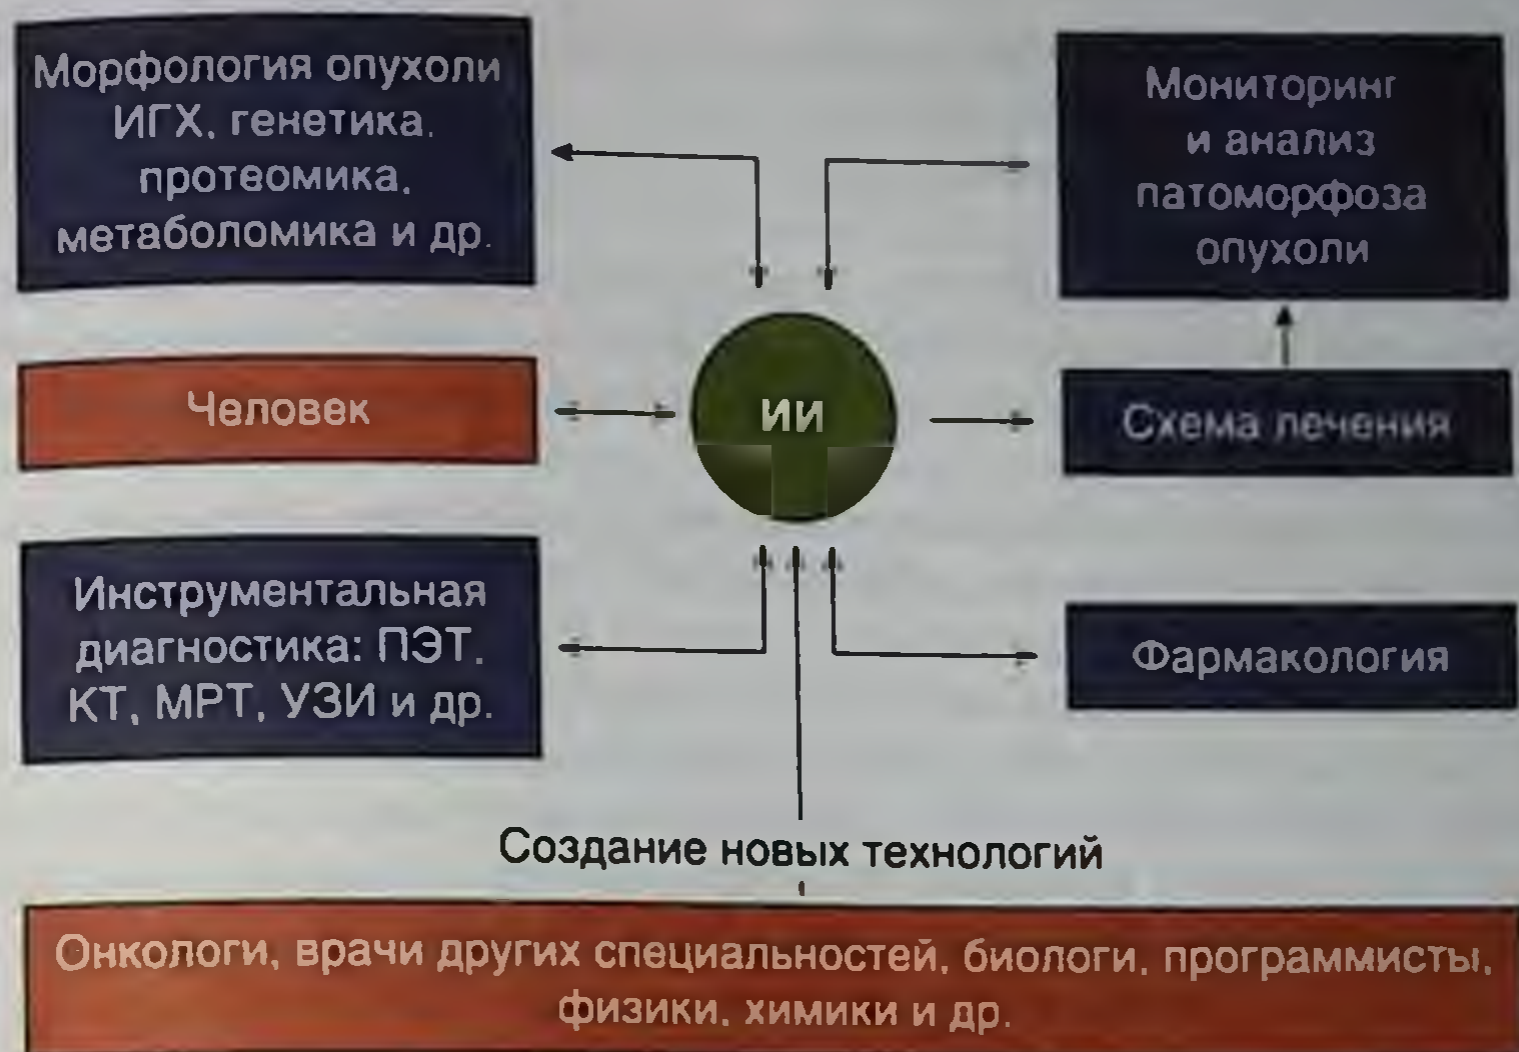 Морфология опухоли
ИГХ, генетика,
протеомика,
метаболомика и др.
Мониторинг
и анализ
патоморфоза
опухоли
Человек
ИИ
Схема лечения
Инструментальная
диагностика: ПЭТ,
КТ, МРТ, УЗИ и др.
Фармакология
Создание новых технологий
Онкологи, врачи других специальностей, биологи, программисты,
физики, химики и др.